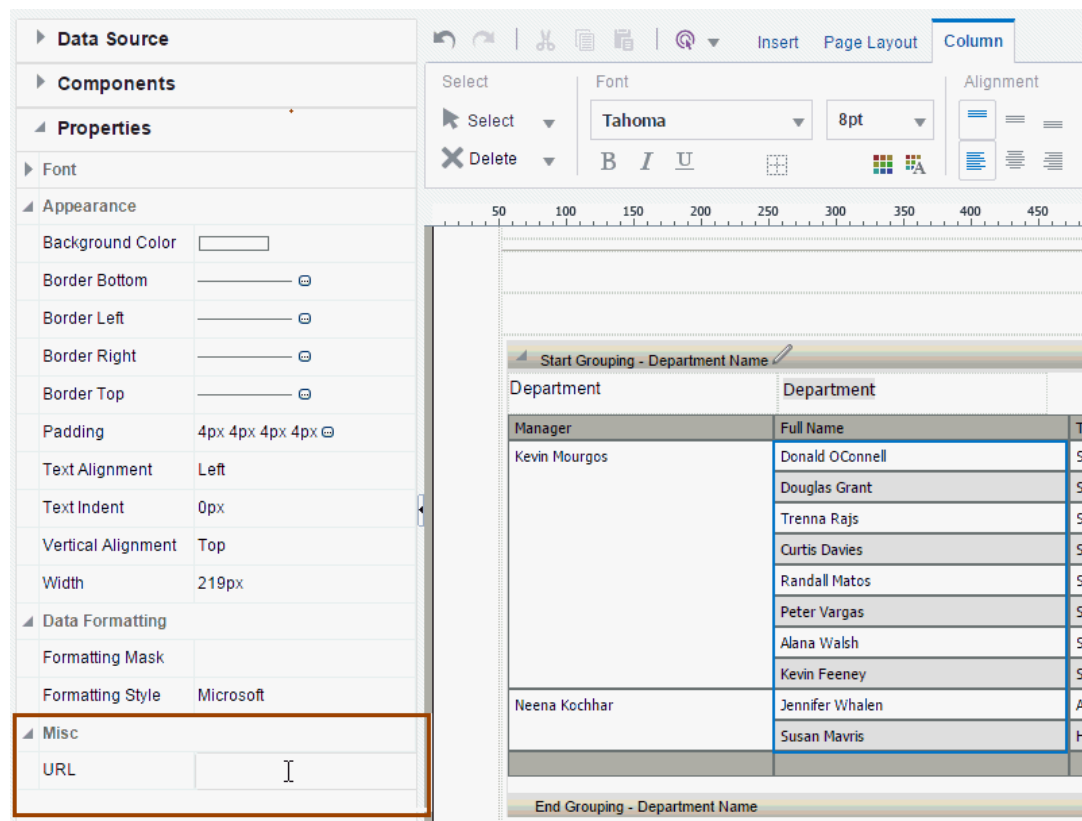 Data Source
Components
Properties
Font
Appearance
Background Color
Border Bottom
Border Left
Border Right
Border Top
Padding 4px 4px 4px 4px
Text Alignment Left
Text Indent 0px
Vertical Alignment Top
Width 219px
Data Formatting
Formatting Mask
Formatting Style Microsoft
Misc
URL
Insert Page Layout Column
Select Font Alignment
Select Tahoma 8pt
Delete B I U
50 100 150 200 250 300 350 400 450
Start Grouping - Department Name
Department Department
Manager Full Name T
Kevin Mourgos Donald OConnell S
Douglas Grant S
Trenna Rajs S
Curtis Davies S
Randall Matos S
Peter Vargas S
Alana Walsh S
Kevin Feeney S
Neena Kochhar Jennifer Whalen A
Susan Mavris H
End Grouping - Department Name